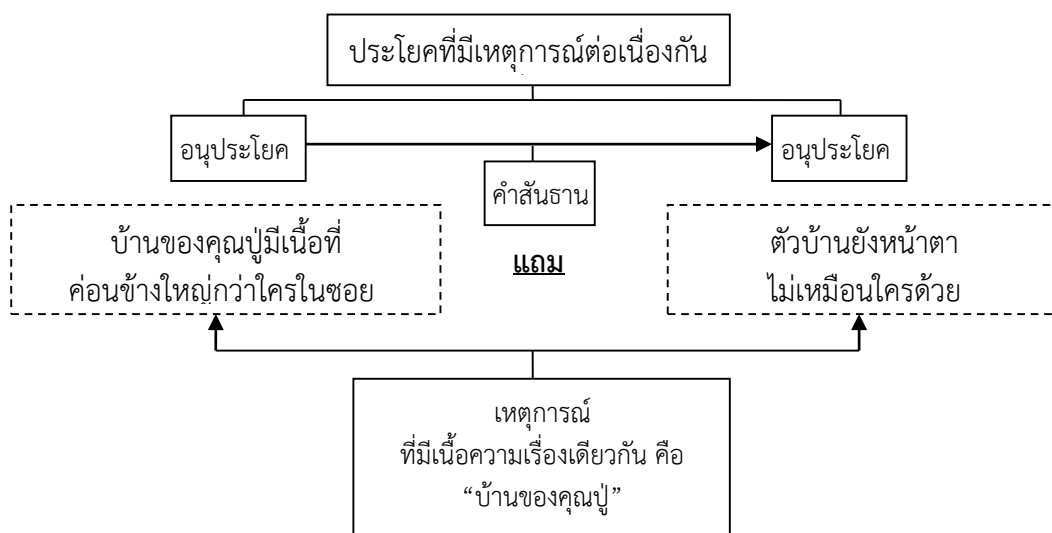 ประโยคที่มีเหตุการณ์ต่อเนื่องกัน
อนุประโยค
อนุประโยค
คำสันธาน
บ้านของคุณปู่มีเนื้อที่
ค่อนข้างใหญ่กว่าใครในซอย
แถม
ตัวบ้านยังหน้าตา
ไม่เหมือนใครด้วย
เหตุการณ์
ที่มีเนื้อความเรื่องเดียวกัน คือ
“บ้านของคุณปู่”